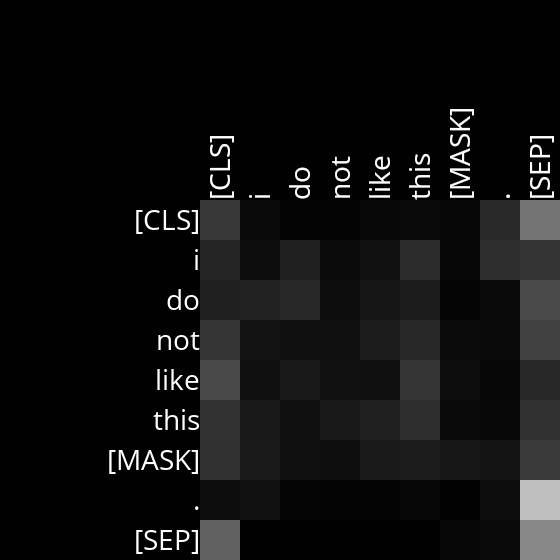 [CLS] i do not like this [MASK] . [SEP]
[CLS]
i
do
not
like
this
[MASK]
.
[SEP]